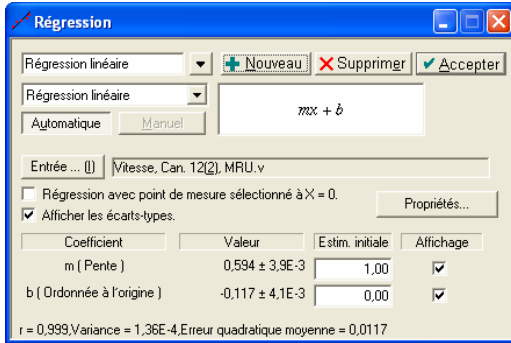 Régression
Régression linéaire Nouveau Supprimer Accepter
Régression linéaire
mx + b
Automatique Manuel
Entrée ... (I) Vitesse, Can. 12(2), MRU.v
Régression avec point de mesure sélectionné à X = 0.
Afficher les écarts-types.
Propriétés...
Coefficient Valeur Estim. initiale Affichage
m ( Pente ) 0,594 ± 3,9E-3 1,00
b ( Ordonnée à l'origine ) -0,117 ± 4,1E-3 0,00
r = 0,999,Variance = 1,36E-4,Erreur quadratique moyenne = 0,0117